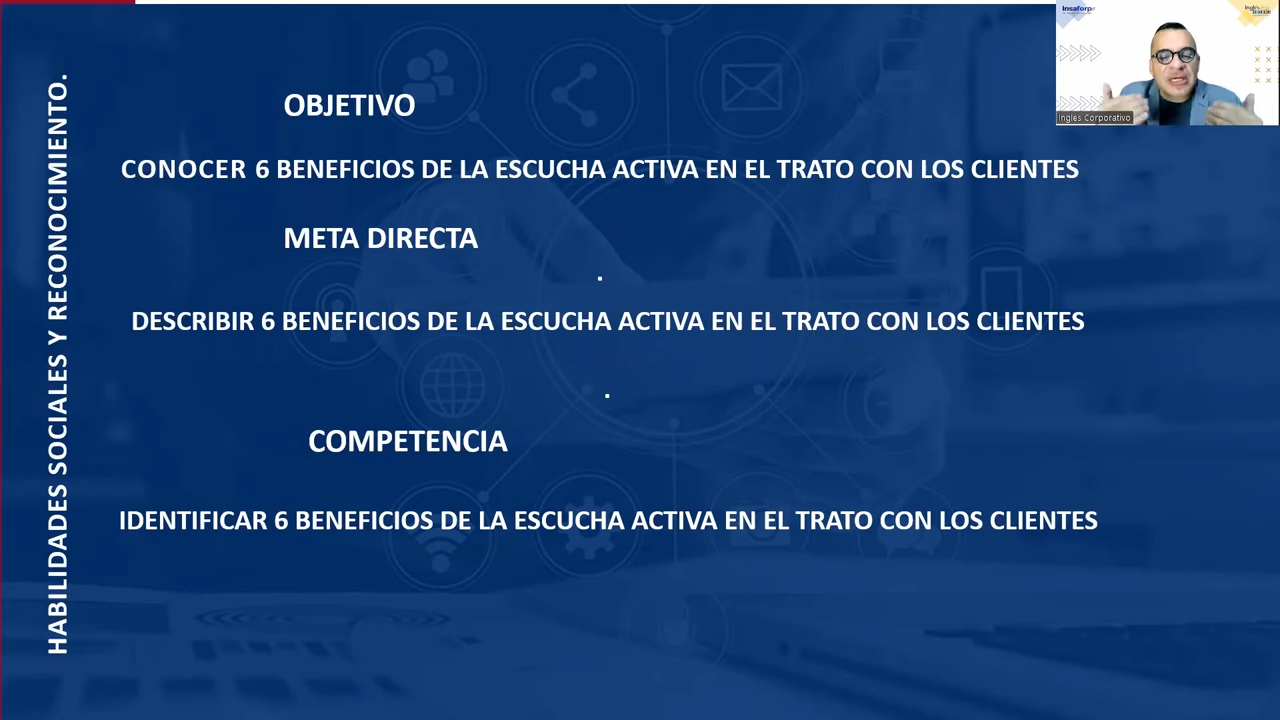 HABILIDADES SOCIALES Y RECONOCIMIENTO.
OBJETIVO
CONOCER 6 BENEFICIOS DE LA ESCUCHA ACTIVA EN EL TRATO CON LOS CLIENTES
META DIRECTA
.
DESCRIBIR 6 BENEFICIOS DE LA ESCUCHA ACTIVA EN EL TRATO CON LOS CLIENTES
.
COMPETENCIA
IDENTIFICAR 6 BENEFICIOS DE LA ESCUCHA ACTIVA EN EL TRATO CON LOS CLIENTES
Insaforp
Ingles Corporativo